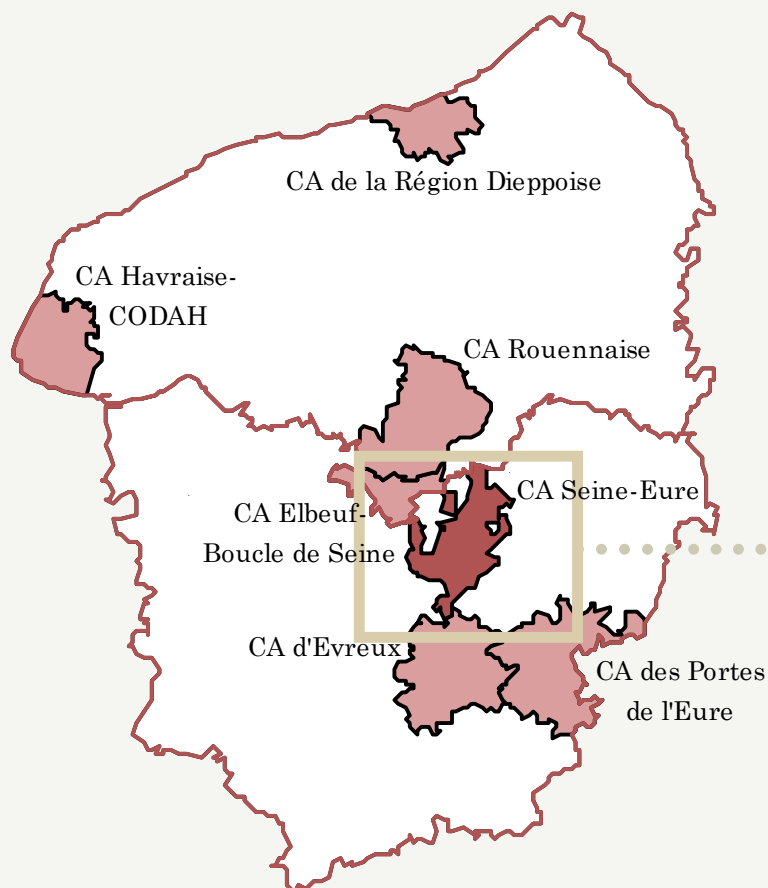 CA de la Région Dieppoise
CA Havraise-
CODAH
CA Rouennaise
CA Seine-Eure
CA Elbeuf-
Boucle de Seine
CA d'Evreux
CA des Portes
de l'Eure